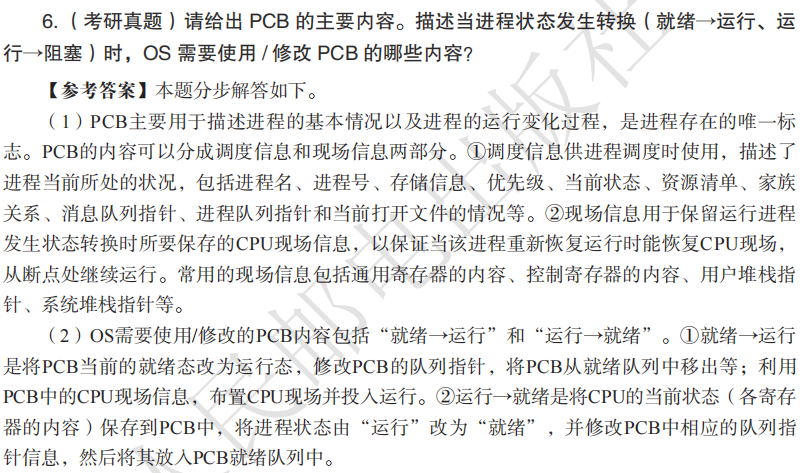 6.（考研真题）请给出 PCB 的主要内容。描述当进程状态发生转换（就绪→运行、运
行→阻塞）时，OS 需要使用 / 修改 PCB 的哪些内容？
【参考答案】本题分步解答如下。
（1）PCB主要用于描述进程的基本情况以及进程的运行变化过程，是进程存在的唯一标
志。PCB的内容可以分成调度信息和现场信息两部分。①调度信息供进程调度时使用，描述了
进程当前所处的状况，包括进程名、进程号、存储信息、优先级、当前状态、资源清单、家族
关系、消息队列指针、进程队列指针和当前打开文件的情况等。②现场信息用于保留运行进程
发生状态转换时所要保存的CPU现场信息，以保证当该进程重新恢复运行时能恢复CPU现场，
从断点处继续运行。常用的现场信息包括通用寄存器的内容、控制寄存器的内容、用户堆栈指
针、系统堆栈指针等。
（2）OS需要使用/修改的PCB内容包括“就绪→运行”和“运行→就绪”。①就绪→运行
是将PCB当前的就绪态改为运行态，修改PCB的队列指针，将PCB从就绪队列中移出等；利用
PCB中的CPU现场信息，布置CPU现场并投入运行。②运行→就绪是将CPU的当前状态（各寄存
器的内容）保存到PCB中，将进程状态由“运行”改为“就绪”，并修改PCB中相应的队列指
针信息，然后将其放入PCB就绪队列中。
人民邮电出版社